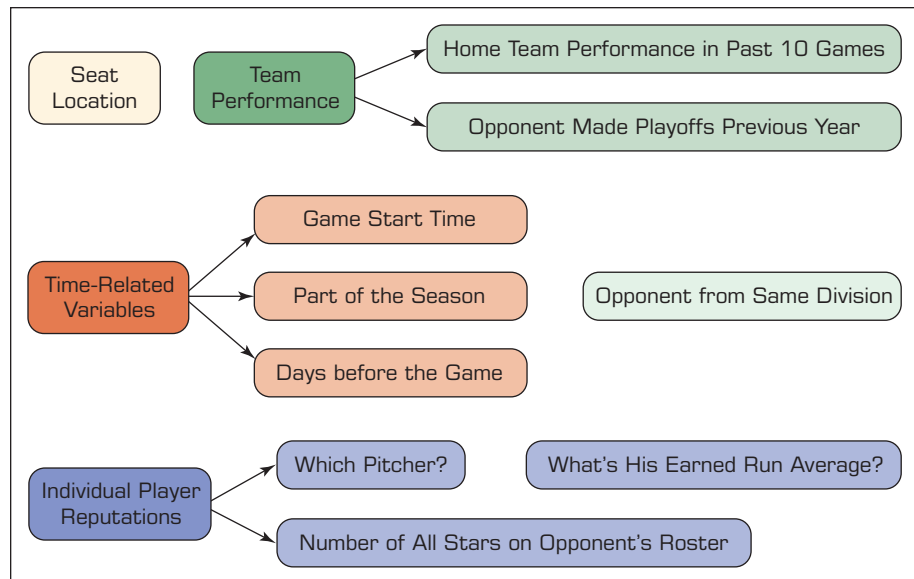 Seat
Location
Team
Performance
Home Team Performance in Past 10 Games
Opponent Made Playoffs Previous Year
Time-Related
Variables
Game Start Time
Part of the Season
Days before the Game
Opponent from Same Division
Individual Player
Reputations
Which Pitcher?
What's His Earned Run Average?
Number of All Stars on Opponent's Roster